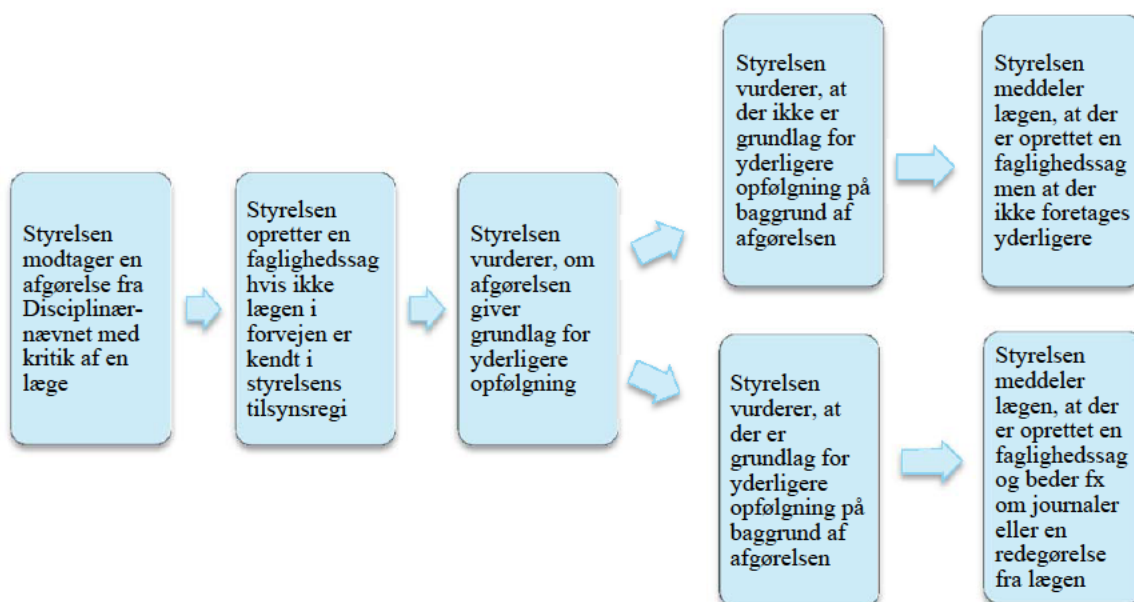 Styrelsen
modtager en
afgørelse fra
Disciplinær-
nævnet med
kritik af en
læge
Styrelsen
opretter en
faglighedssag
hvis ikke
lægen i
forvejen er
kendt i
styrelsens
tilsynsregi
Styrelsen
vurderer, om
afgørelsen
giver
grundlag for
yderligere
opfølgning
Styrelsen
vurderer, at
der ikke er
grundlag for
yderligere
opfølgning på
baggrund af
afgørelsen
Styrelsen
meddeler
lægen, at der
er oprettet en
faglighedssag
men at der
ikke foretages
yderligere
Styrelsen
vurderer, at
der er
grundlag for
yderligere
opfølgning på
baggrund af
afgørelsen
Styrelsen
meddeler
lægen, at der
er oprettet en
faglighedssag
og beder fx
om journaler
eller en
redegørelse
fra lægen